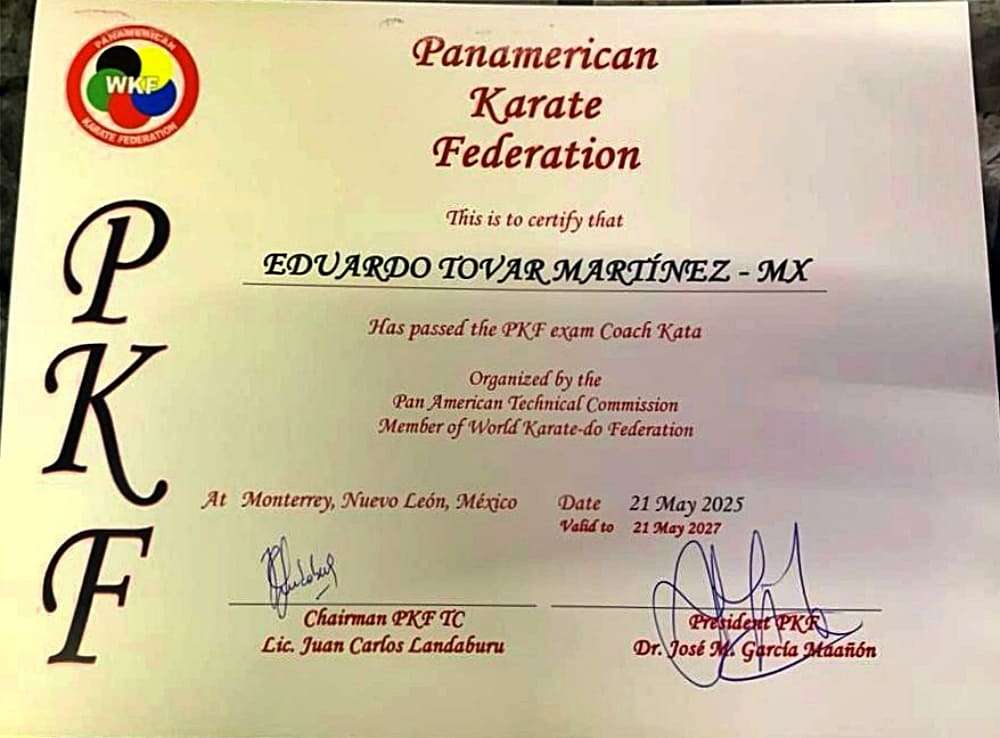 PANAMERICAN
WKF
KARATE FEDERATION
Panamerican
Karate
Federation
This is to certify that
EDUARDO TOVAR MARTÍNEZ - MX
Has passed the PKF exam Coach Kata
Organized by the
Pan American Technical Commission
Member of World Karate-do Federation
At Monterrey, Nuevo León, México Date 21 May 2025
Valid to 21 May 2027
Chairman PKF TC
Lic. Juan Carlos Landaburu
President PKF
Dr. José M. García Maañón
PKF